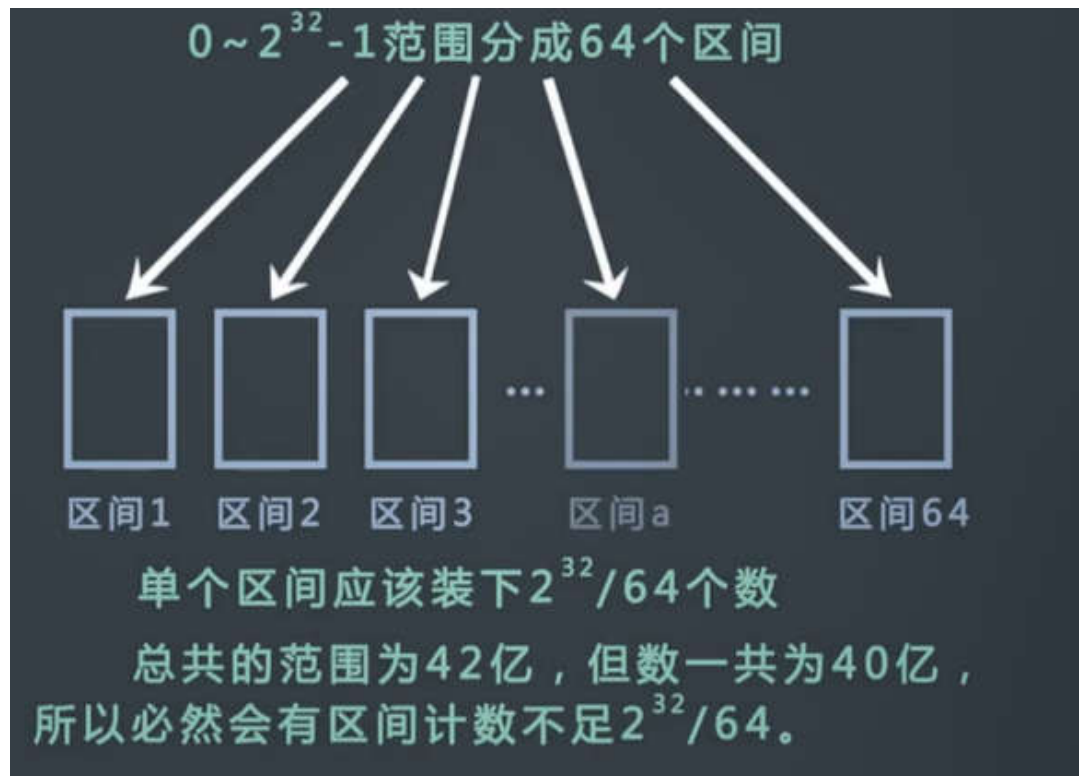 0~2³²-1范围分成64个区间
… … … …
区间1 区间2 区间3 区间a 区间64
单个区间应该装下2³²/64个数
总共的范围为42亿，但数一共为40亿，
所以必然会有区间计数不足2³²/64。